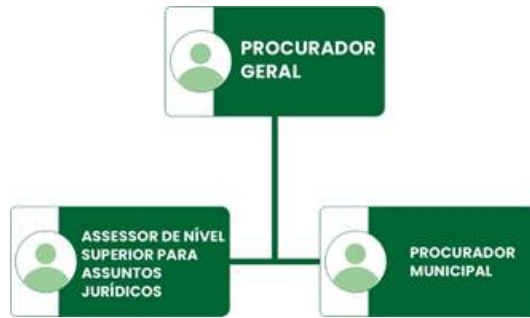 PROCURADOR
GERAL
ASSESSOR DE NÍVEL
SUPERIOR PARA
ASSUNTOS
JURÍDICOS
PROCURADOR
MUNICIPAL